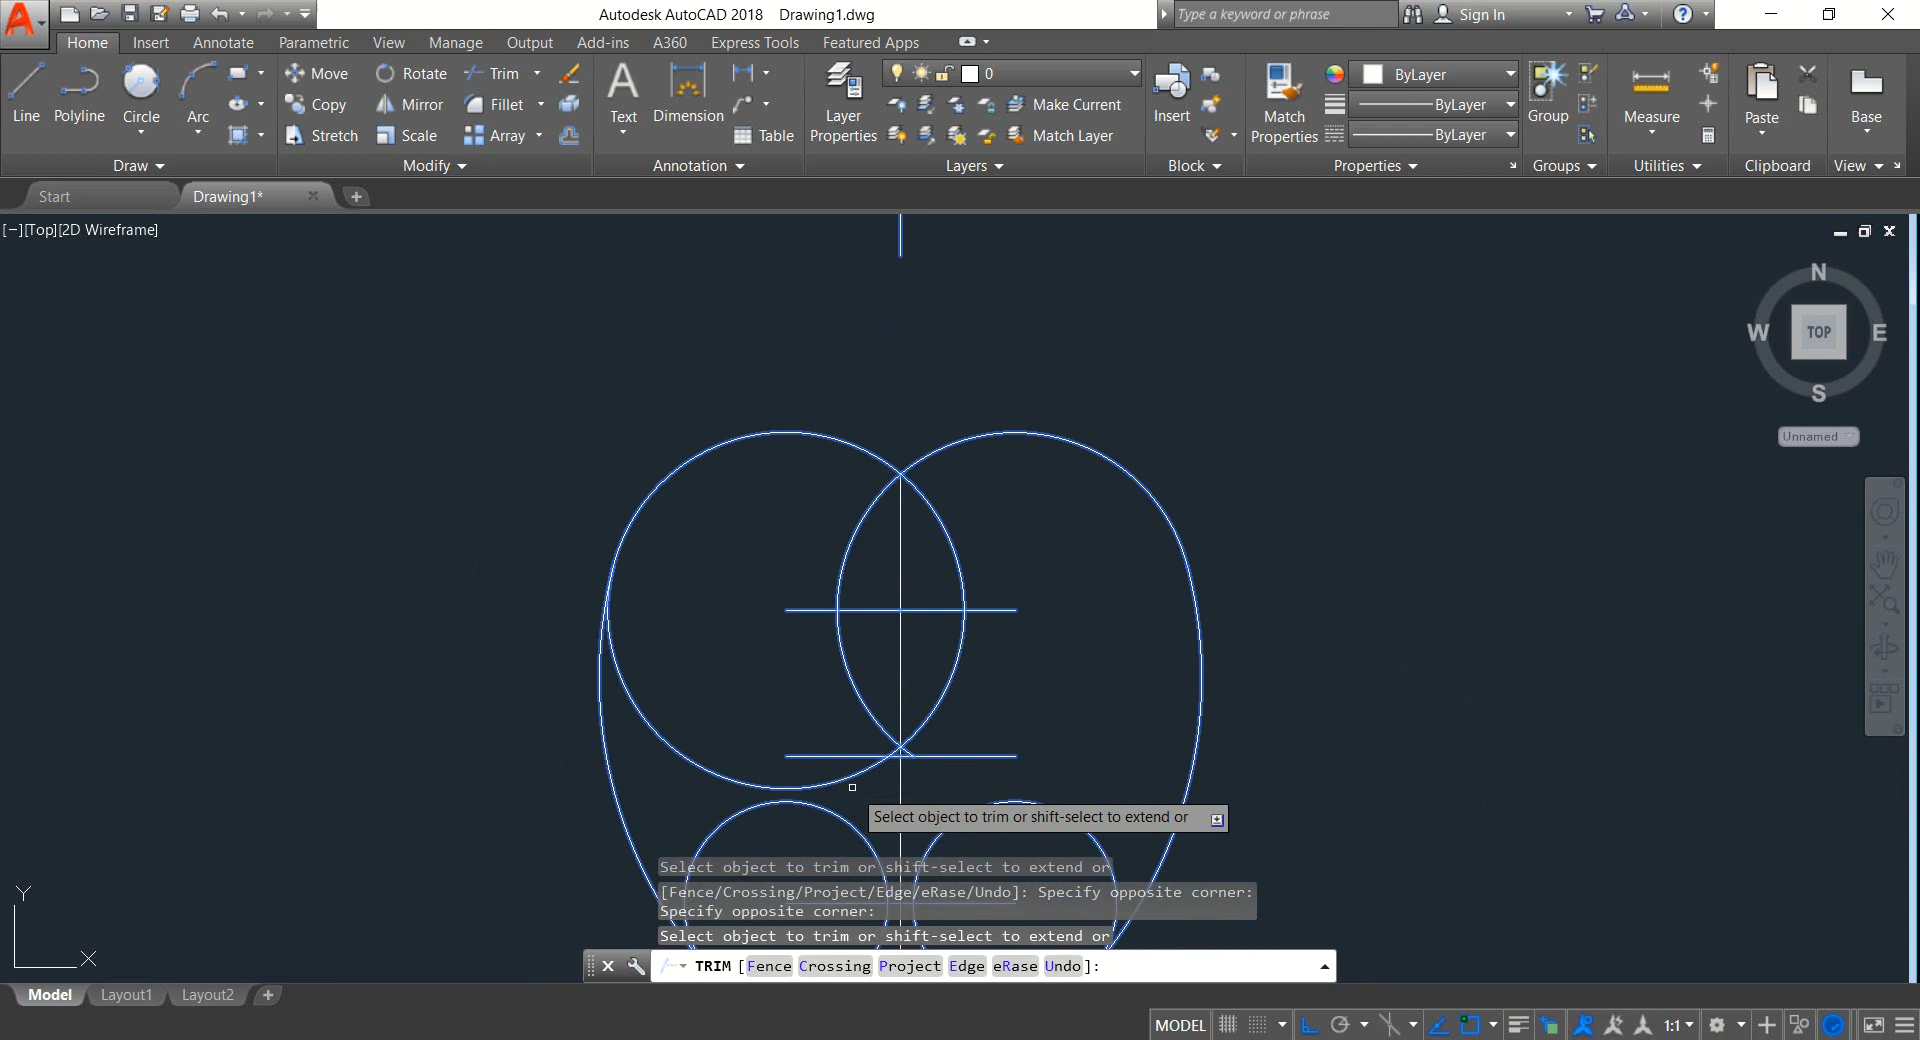 Autodesk AutoCAD 2018 Drawing1.dwg
Type a keyword or phrase
Sign In
Home Insert Annotate Parametric View Manage Output Add-ins A360 Express Tools Featured Apps
Line Polyline Circle Arc
Move Rotate Trim
Copy Mirror Fillet
Stretch Scale Array
Text Dimension Table
Layer Properties
0
Make Current
Match Layer
Insert
Match Properties
ByLayer
ByLayer
ByLayer
Group
Measure
Paste
Base
Draw Modify Annotation Layers Block Properties Groups Utilities Clipboard View
Start Drawing1*
[−][Top][2D Wireframe]
N
W TOP E
S
Unnamed
Select object to trim or shift-select to extend or
Select object to trim or shift-select to extend or
[Fence/Crossing/Project/Edge/eRase/Undo]: Specify opposite corner:
Specify opposite corner:
Select object to trim or shift-select to extend or
TRIM [Fence Crossing Project Edge eRase Undo]:
Y
X
Model Layout1 Layout2
MODEL 1:1